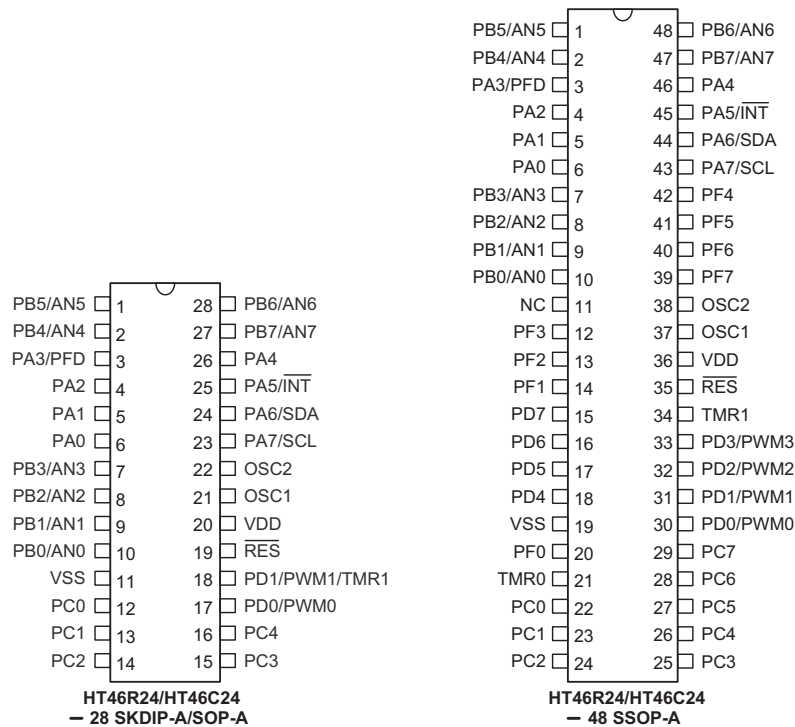 PB5/AN5 1 28 PB6/AN6
PB4/AN4 2 27 PB7/AN7
PA3/PFD 3 26 PA4
PA2 4 25 PA5/INT
PA1 5 24 PA6/SDA
PA0 6 23 PA7/SCL
PB3/AN3 7 22 OSC2
PB2/AN2 8 21 OSC1
PB1/AN1 9 20 VDD
PB0/AN0 10 19 RES
VSS 11 18 PD1/PWM1/TMR1
PC0 12 17 PD0/PWM0
PC1 13 16 PC4
PC2 14 15 PC3
HT46R24/HT46C24
– 28 SKDIP-A/SOP-A
PB5/AN5 1 48 PB6/AN6
PB4/AN4 2 47 PB7/AN7
PA3/PFD 3 46 PA4
PA2 4 45 PA5/INT
PA1 5 44 PA6/SDA
PA0 6 43 PA7/SCL
PB3/AN3 7 42 PF4
PB2/AN2 8 41 PF5
PB1/AN1 9 40 PF6
PB0/AN0 10 39 PF7
NC 11 38 OSC2
PF3 12 37 OSC1
PF2 13 36 VDD
PF1 14 35 RES
PD7 15 34 TMR1
PD6 16 33 PD3/PWM3
PD5 17 32 PD2/PWM2
PD4 18 31 PD1/PWM1
VSS 19 30 PD0/PWM0
PF0 20 29 PC7
TMR0 21 28 PC6
PC0 22 27 PC5
PC1 23 26 PC4
PC2 24 25 PC3
HT46R24/HT46C24
– 48 SSOP-A